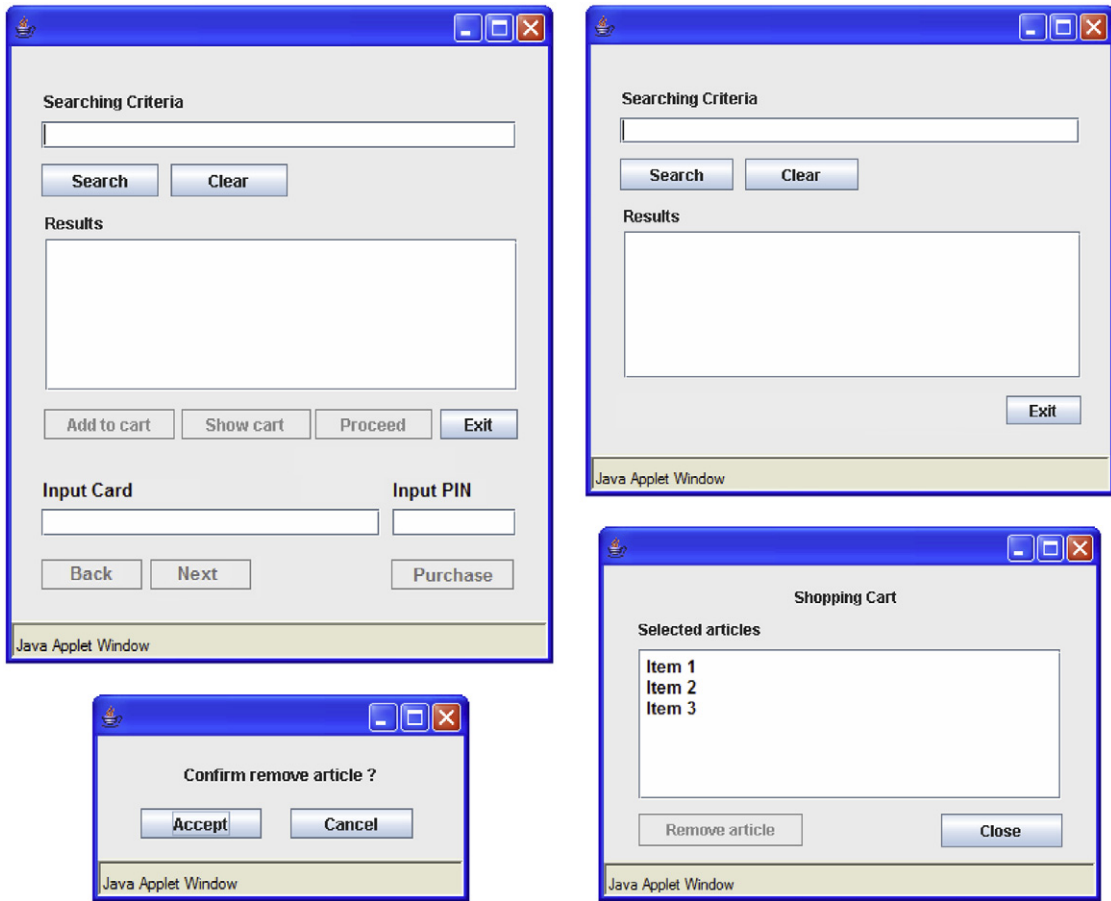 Searching Criteria
Search Clear
Results
Add to cart Show cart Proceed Exit
Input Card Input PIN
Back Next Purchase
Java Applet Window
Searching Criteria
Search Clear
Results
Exit
Java Applet Window
Confirm remove article ?
Accept Cancel
Java Applet Window
Shopping Cart
Selected articles
Item 1
Item 2
Item 3
Remove article Close
Java Applet Window